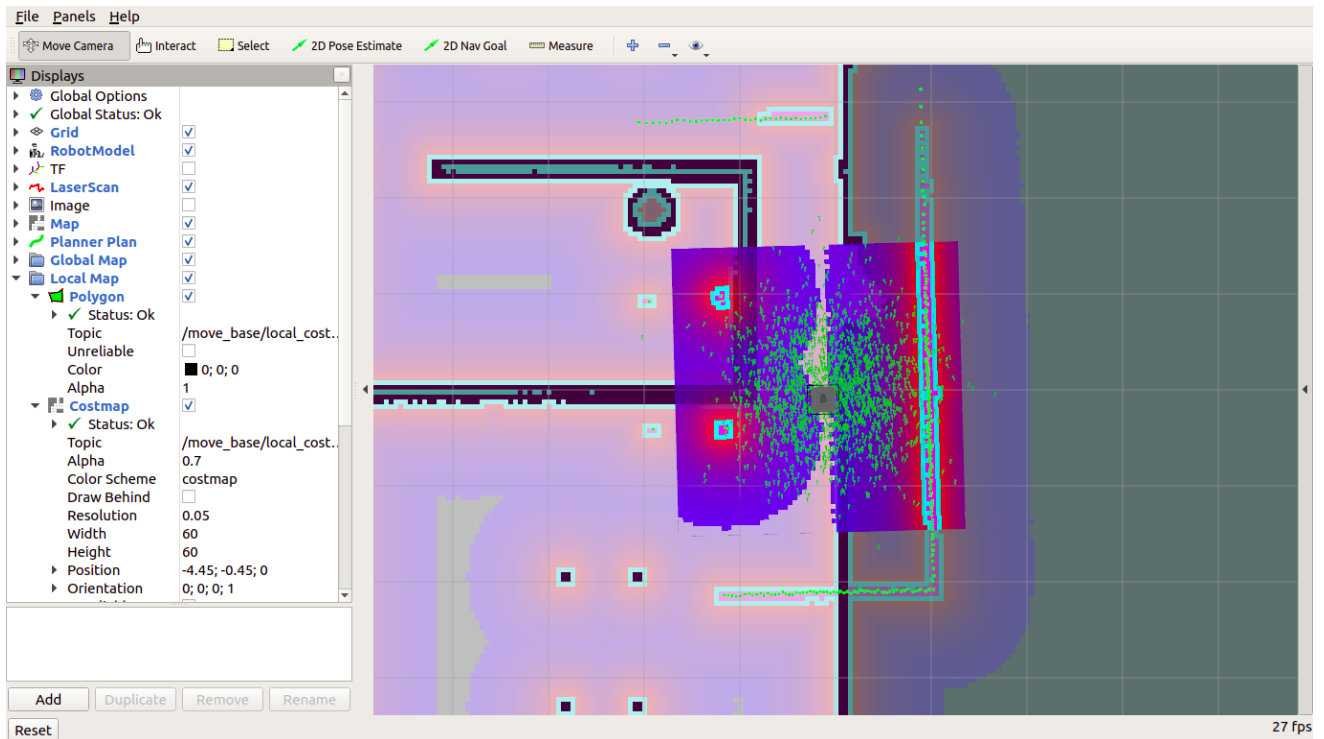 File Panels Help
Move Camera Interact Select 2D Pose Estimate 2D Nav Goal Measure
Displays
Global Options
Global Status: Ok
Grid
RobotModel
TF
LaserScan
Image
Map
Planner Plan
Global Map
Local Map
Polygon
Status: Ok
Topic /move_base/local_cost..
Unreliable
Color 0; 0; 0
Alpha 1
Costmap
Status: Ok
Topic /move_base/local_cost..
Alpha 0.7
Color Scheme costmap
Draw Behind
Resolution 0.05
Width 60
Height 60
Position -4.45; -0.45; 0
Orientation 0; 0; 0; 1
Add Duplicate Remove Rename
Reset 27 fps